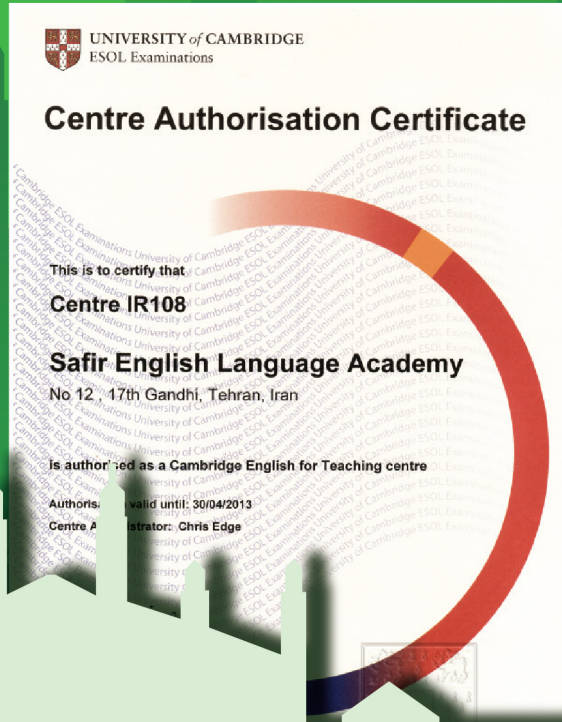 UNIVERSITY of CAMBRIDGE
ESOL Examinations
Centre Authorisation Certificate
This is to certify that
Centre IR108
Safir English Language Academy
No 12 , 17th Gandhi, Tehran, Iran
is authorised as a Cambridge English for Teaching centre
valid until: 30/04/2013
Centre Chris Edge